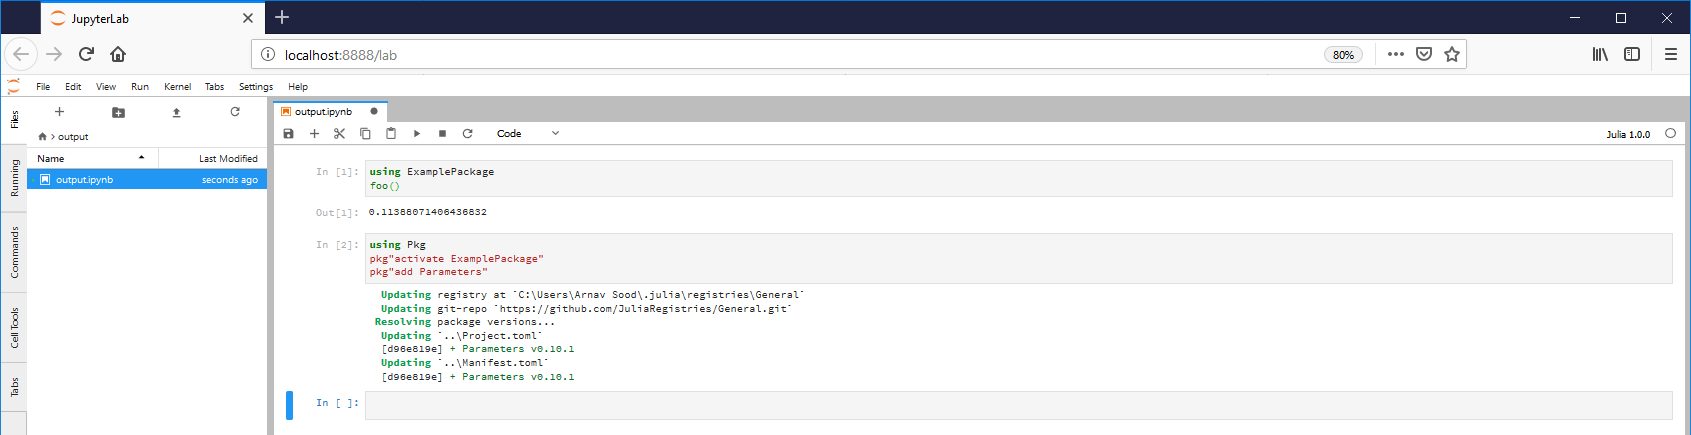 JupyterLab
localhost:8888/lab
80%
File Edit View Run Kernel Tabs Settings Help
Files
Running
Commands
Cell Tools
Tabs
output
Name Last Modified
output.ipynb seconds ago
output.ipynb
Code
Julia 1.0.0
In [1]: using ExamplePackage
foo()
Out[1]: 0.11388071406436832
In [2]: using Pkg
pkg"activate ExamplePackage"
pkg"add Parameters"
Updating registry at `C:\Users\Arnav Sood\.julia\registries\General`
Updating git-repo `https://github.com/JuliaRegistries/General.git`
Resolving package versions...
Updating `..\Project.toml`
[d96e819e] + Parameters v0.10.1
Updating `..\Manifest.toml`
[d96e819e] + Parameters v0.10.1
In [ ]: